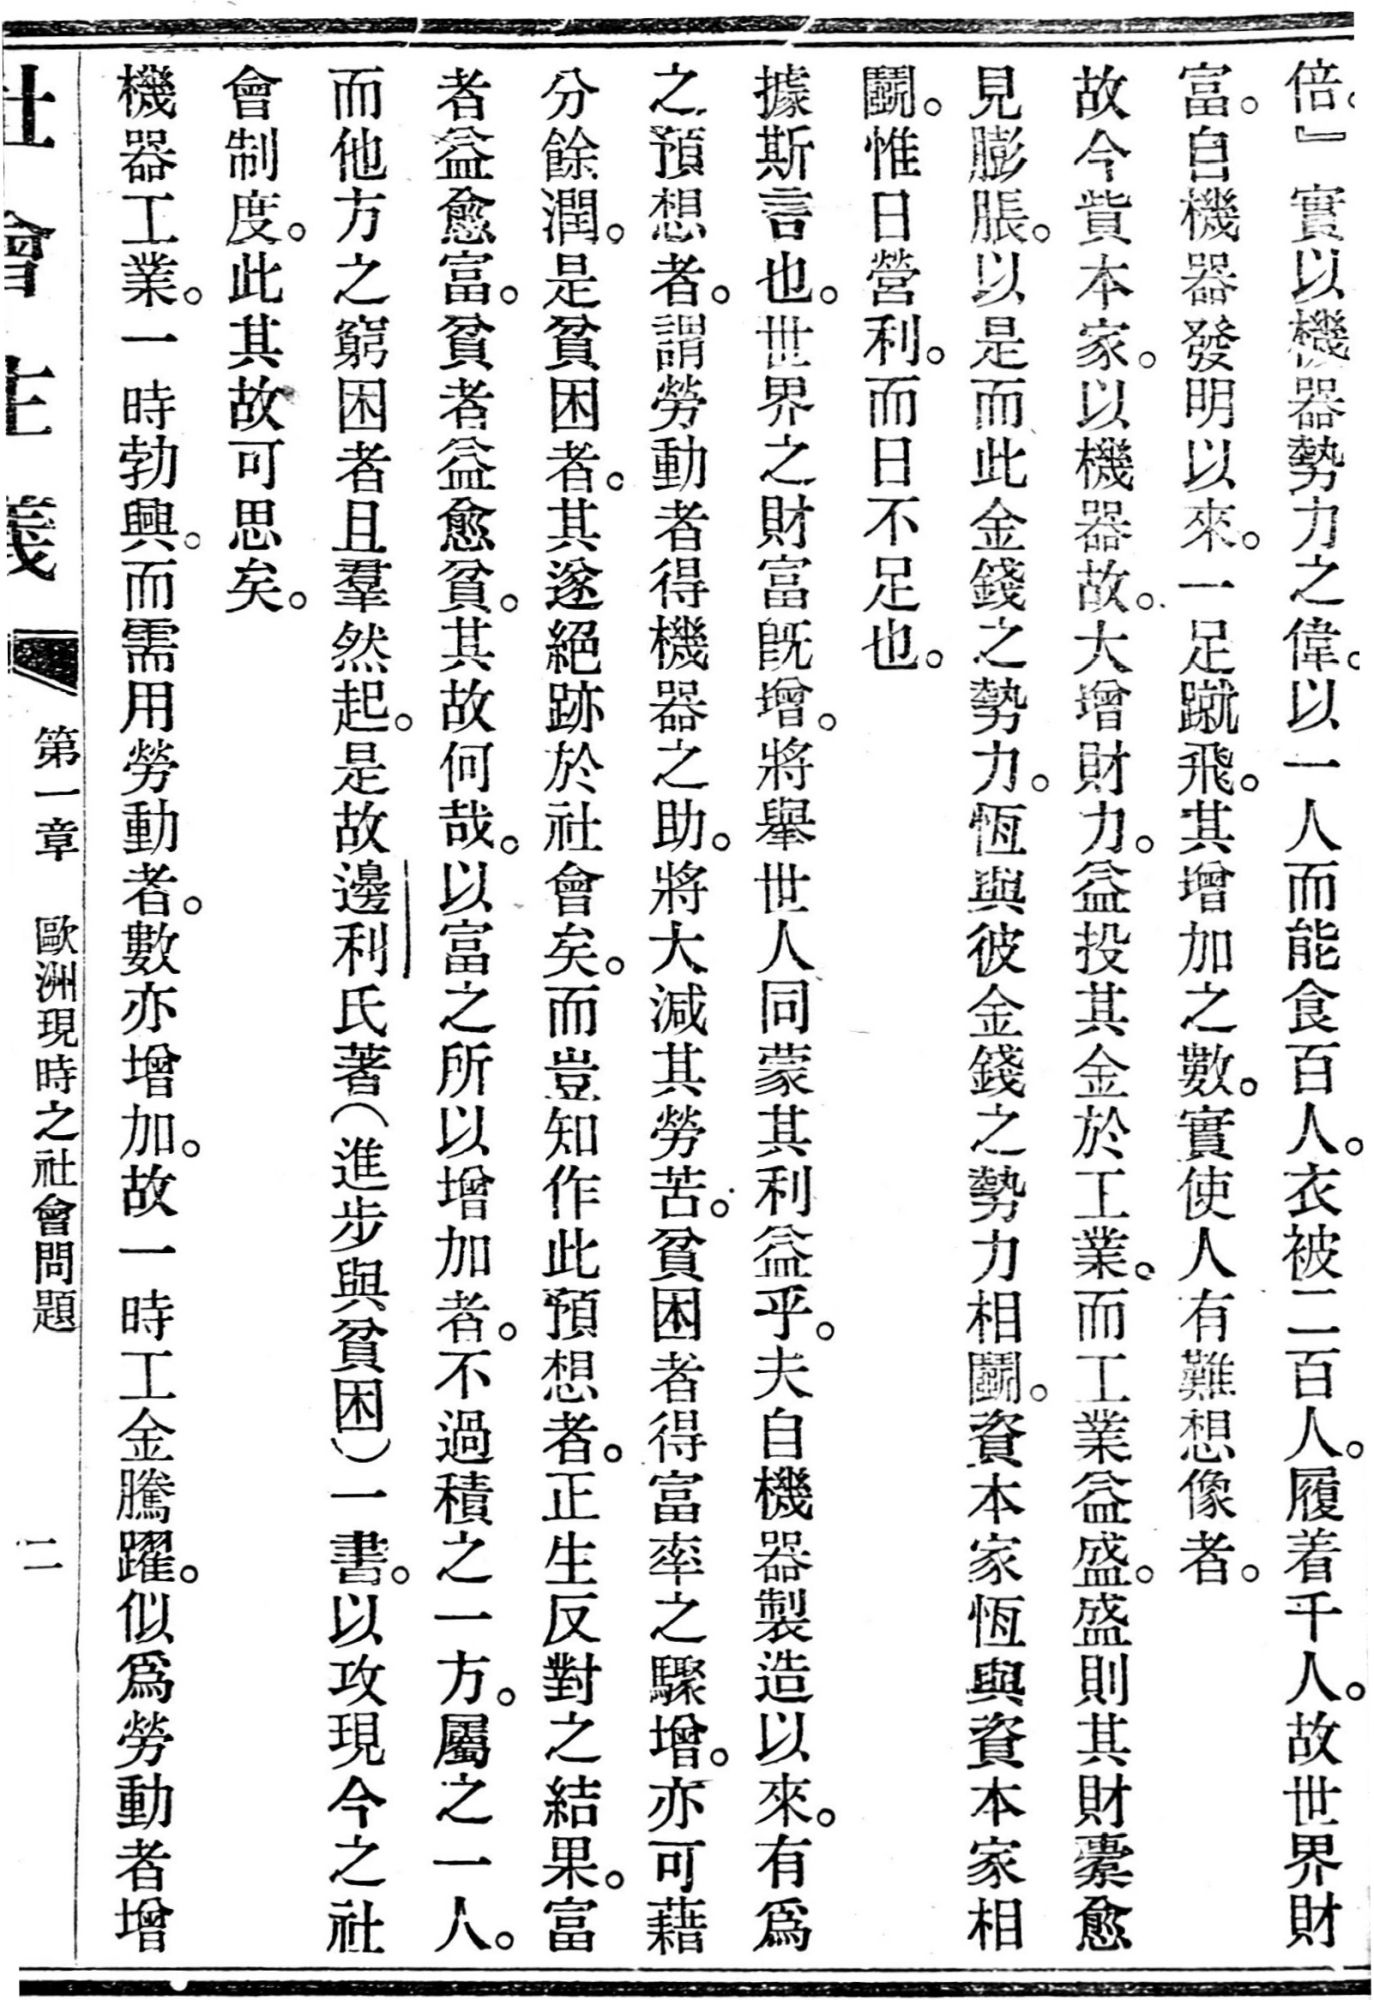 倍。』實以機器勢力之偉。以一人而能食百人。衣被二百人。履着千人。故世界財
富。自機器發明以來。一足蹴飛。其增加之數。實使人有難想像者。
故今貲本家。以機器故。大增財力。益投其金於工業。而工業益盛。盛則其財橐愈
見膨脹。以是而此金錢之勢力。恆與彼金錢之勢力相鬭。資本家恆與資本家相
鬭。惟日營利。而日不足也。
據斯言也。世界之財富既增。將舉世人同蒙其利益乎。夫自機器製造以來。有爲
之預想者。謂勞動者得機器之助。將大減其勞苦。貧困者得富率之驟增。亦可藉
分餘潤。是貧困者。其遂絕跡於社會矣。而豈知作此預想者。正生反對之結果。富
者益愈富。貧者益愈貧。其故何哉。以富之所以增加者。不過積之一方。屬之一人。
而他方之窮困者且羣然起。是故邊利氏著(進步與貧困)一書。以攻現今之社
會制度。此其故可思矣。
機器工業。一時勃興。而需用勞動者。數亦增加。故一時工金騰躍。似爲勞動者增
社會主義 第一章 歐洲現時之社會問題 二